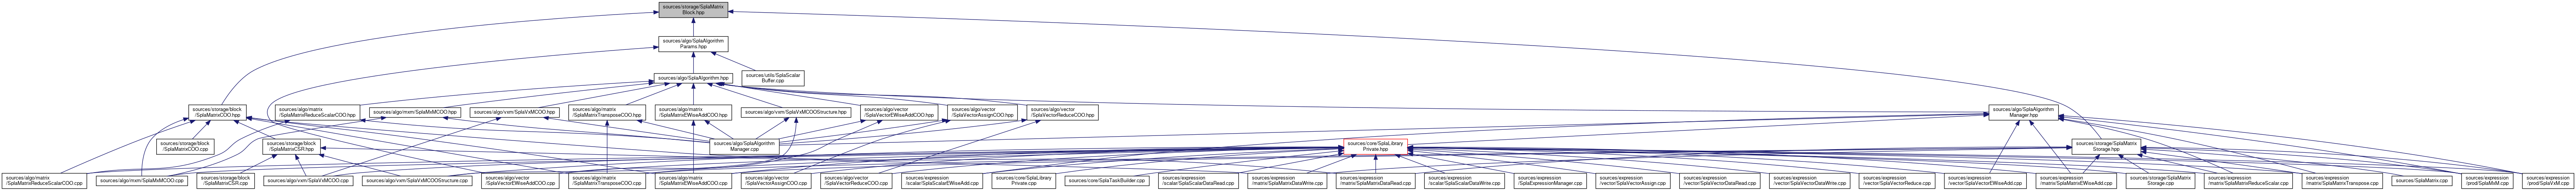 sources/storage/SplaMatrix
Block.hpp
sources/algo/SplaAlgorithm
Params.hpp
sources/algo/SplaAlgorithm.hpp
sources/utils/SplaScalar
Buffer.cpp
sources/storage/block
/SplaMatrixCOO.hpp
sources/algo/matrix
/SplaMatrixReduceScalarCOO.hpp
sources/algo/mxm/SplaMxMCOO.hpp
sources/algo/vxm/SplaVxMCOO.hpp
sources/algo/matrix
/SplaMatrixTransposeCOO.hpp
sources/algo/matrix
/SplaMatrixEWiseAddCOO.hpp
sources/algo/vxm/SplaVxMCOOStructure.hpp
sources/algo/vector
/SplaVectorEWiseAddCOO.hpp
sources/algo/vector
/SplaVectorAssignCOO.hpp
sources/algo/vector
/SplaVectorReduceCOO.hpp
sources/algo/SplaAlgorithm
Manager.hpp
sources/storage/block
/SplaMatrixCOO.cpp
sources/storage/block
/SplaMatrixCSR.hpp
sources/algo/SplaAlgorithm
Manager.cpp
sources/core/SplaLibrary
Private.hpp
sources/storage/SplaMatrix
Storage.hpp
sources/algo/matrix
/SplaMatrixReduceScalarCOO.cpp
sources/algo/mxm/SplaMxMCOO.cpp
sources/storage/block
/SplaMatrixCSR.cpp
sources/algo/vxm/SplaVxMCOO.cpp
sources/algo/vxm/SplaVxMCOOStructure.cpp
sources/algo/vector
/SplaVectorEWiseAddCOO.cpp
sources/algo/matrix
/SplaMatrixTransposeCOO.cpp
sources/algo/matrix
/SplaMatrixEWiseAddCOO.cpp
sources/algo/vector
/SplaVectorAssignCOO.cpp
sources/algo/vector
/SplaVectorReduceCOO.cpp
sources/expression
/scalar/SplaScalarEWiseAdd.cpp
sources/core/SplaLibrary
Private.cpp
sources/core/SplaTaskBuilder.cpp
sources/expression
/scalar/SplaScalarDataRead.cpp
sources/expression
/matrix/SplaMatrixDataWrite.cpp
sources/expression
/matrix/SplaMatrixDataRead.cpp
sources/expression
/scalar/SplaScalarDataWrite.cpp
sources/expression
/SplaExpressionManager.cpp
sources/expression
/vector/SplaVectorAssign.cpp
sources/expression
/vector/SplaVectorDataRead.cpp
sources/expression
/vector/SplaVectorDataWrite.cpp
sources/expression
/vector/SplaVectorReduce.cpp
sources/expression
/vector/SplaVectorEWiseAdd.cpp
sources/expression
/matrix/SplaMatrixEWiseAdd.cpp
sources/storage/SplaMatrix
Storage.cpp
sources/expression
/matrix/SplaMatrixReduceScalar.cpp
sources/expression
/matrix/SplaMatrixTranspose.cpp
sources/SplaMatrix.cpp
sources/expression
/prod/SplaMxM.cpp
sources/expression
/prod/SplaVxM.cpp